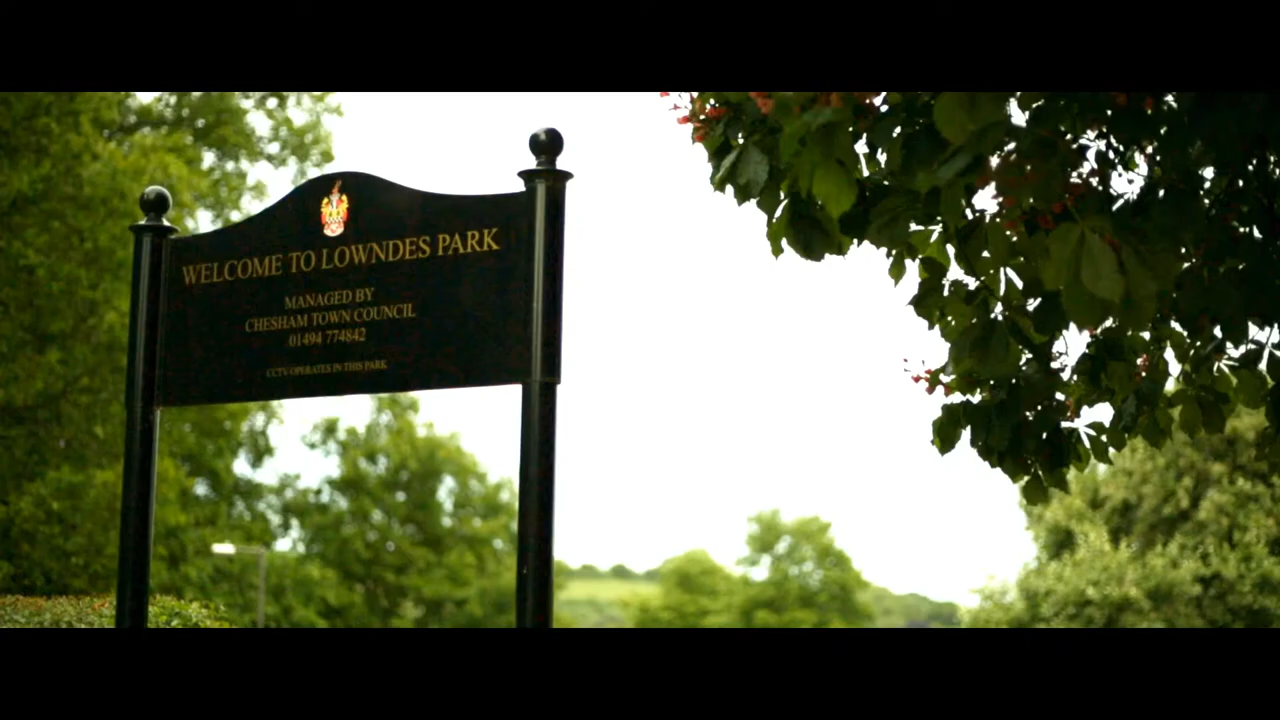 WELCOME TO LOWNDES PARK
MANAGED BY
CHESHAM TOWN COUNCIL
01494 774842
CCTV OPERATES IN THIS PARK